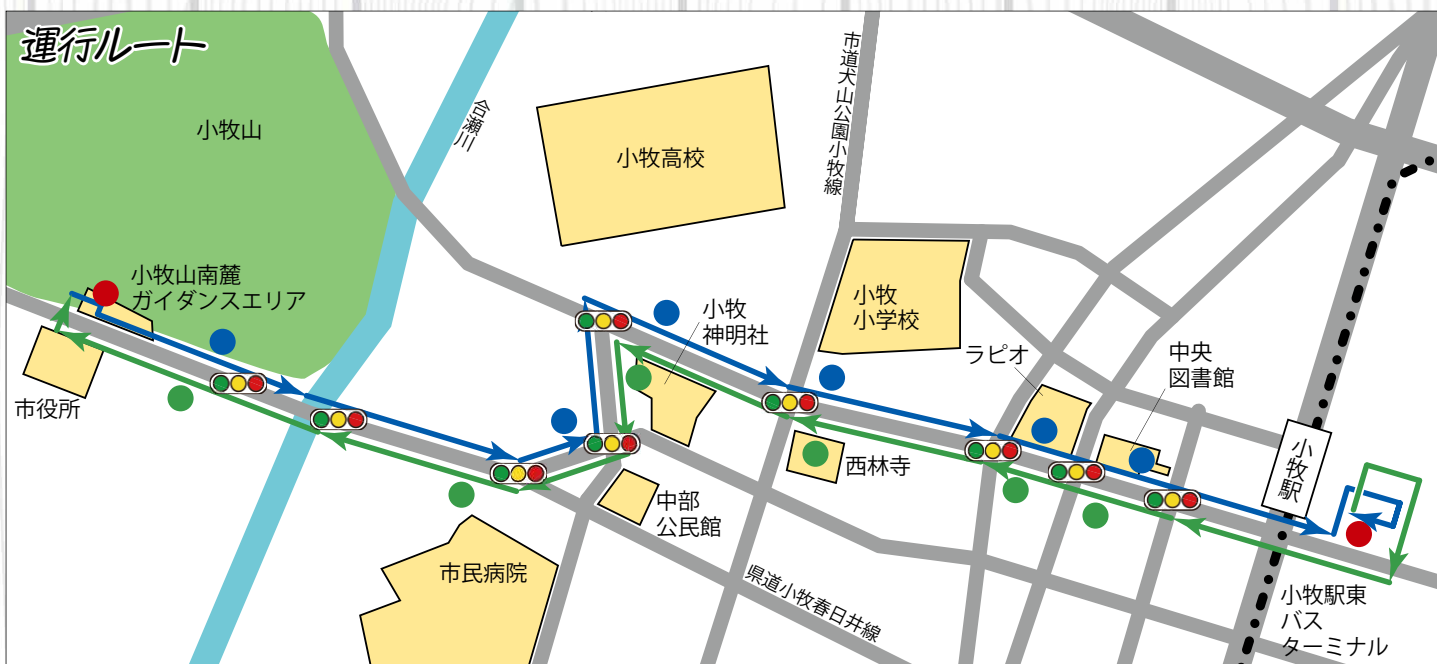 運行ルート
小牧山
合瀬川
小牧高校
市道犬山公園小牧線
小牧山南麓
ガイダンスエリア
小牧
神明社
小牧
小学校
ラピオ
中央
図書館
市役所
西林寺
小牧駅
中部
公民館
市民病院
県道小牧春日井線
小牧駅東
バス
ターミナル